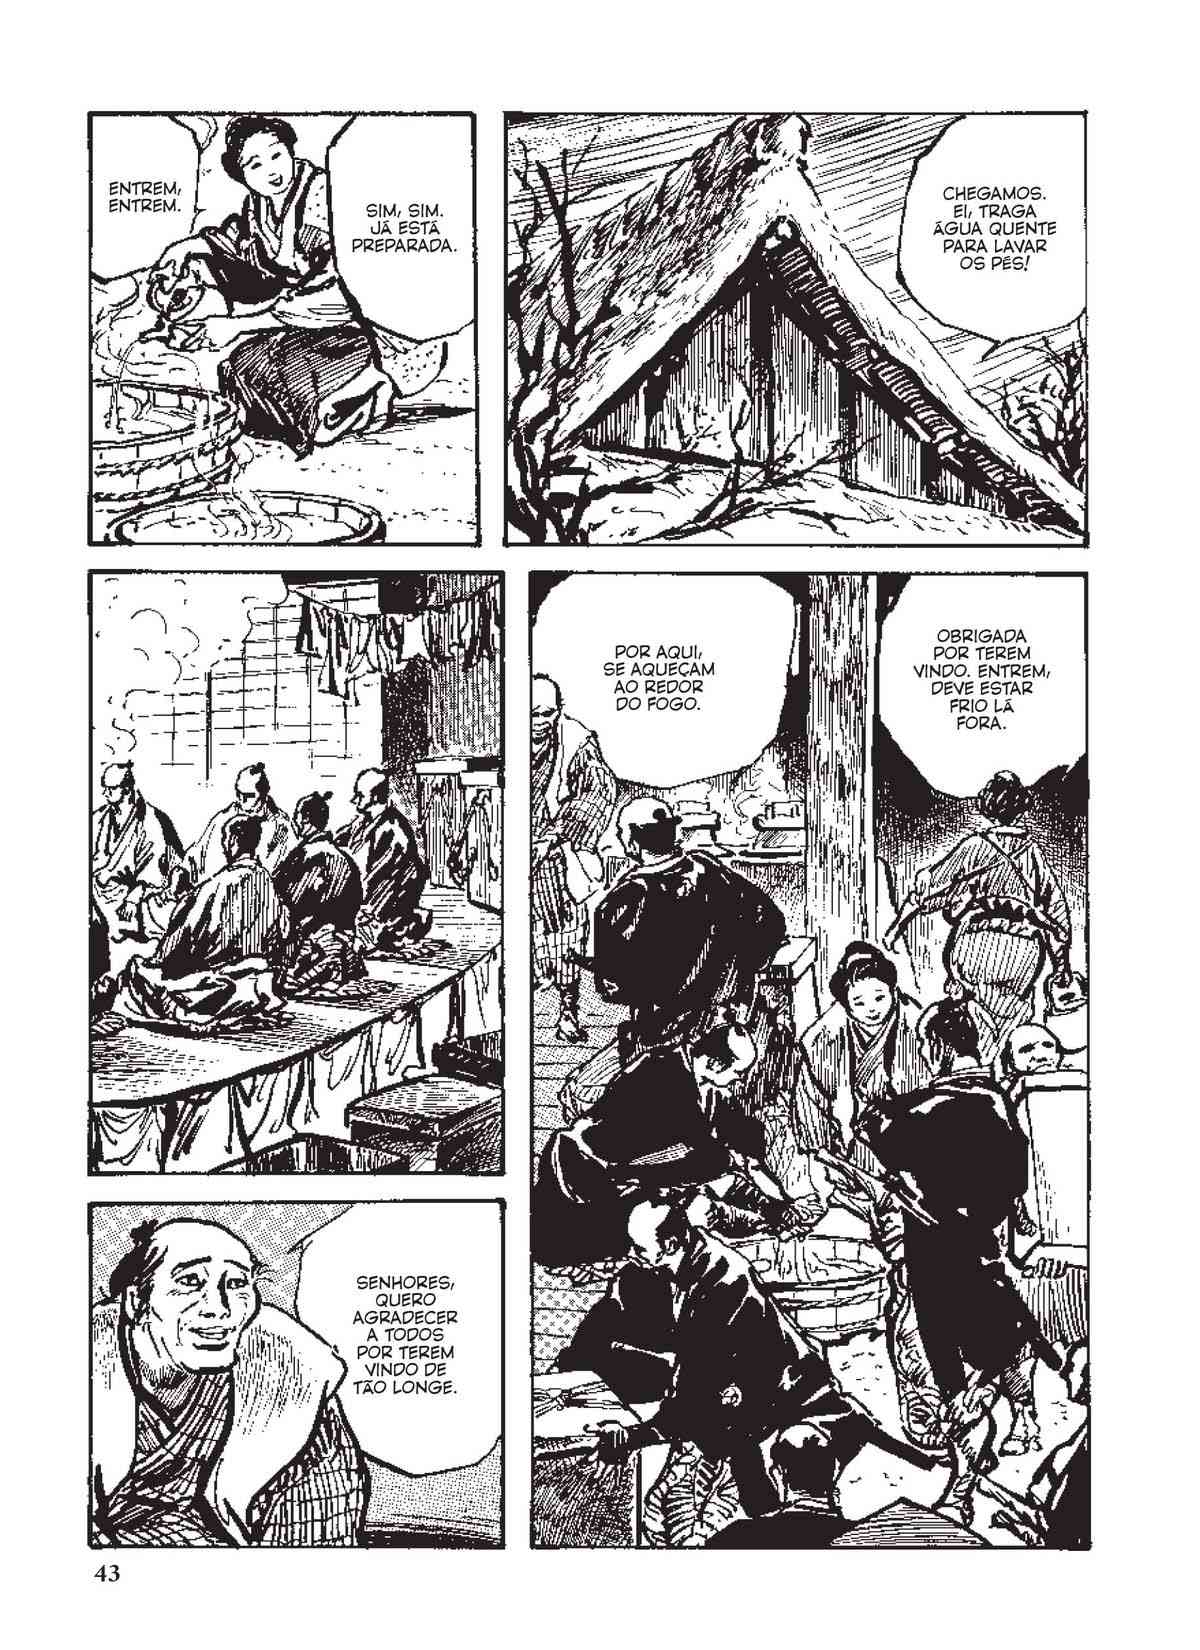 CHEGAMOS.
EI, TRAGA
ÁGUA QUENTE
PARA LAVAR
OS PÉS!
SIM, SIM.
JÁ ESTÁ
PREPARADA.
ENTREM,
ENTREM.
OBRIGADA
POR TEREM
VINDO. ENTREM,
DEVE ESTAR
FRIO LÁ
FORA.
POR AQUI,
SE AQUEÇAM
AO REDOR
DO FOGO.
SENHORES,
QUERO
AGRADECER
A TODOS
POR TEREM
VINDO DE
TÃO LONGE.
43